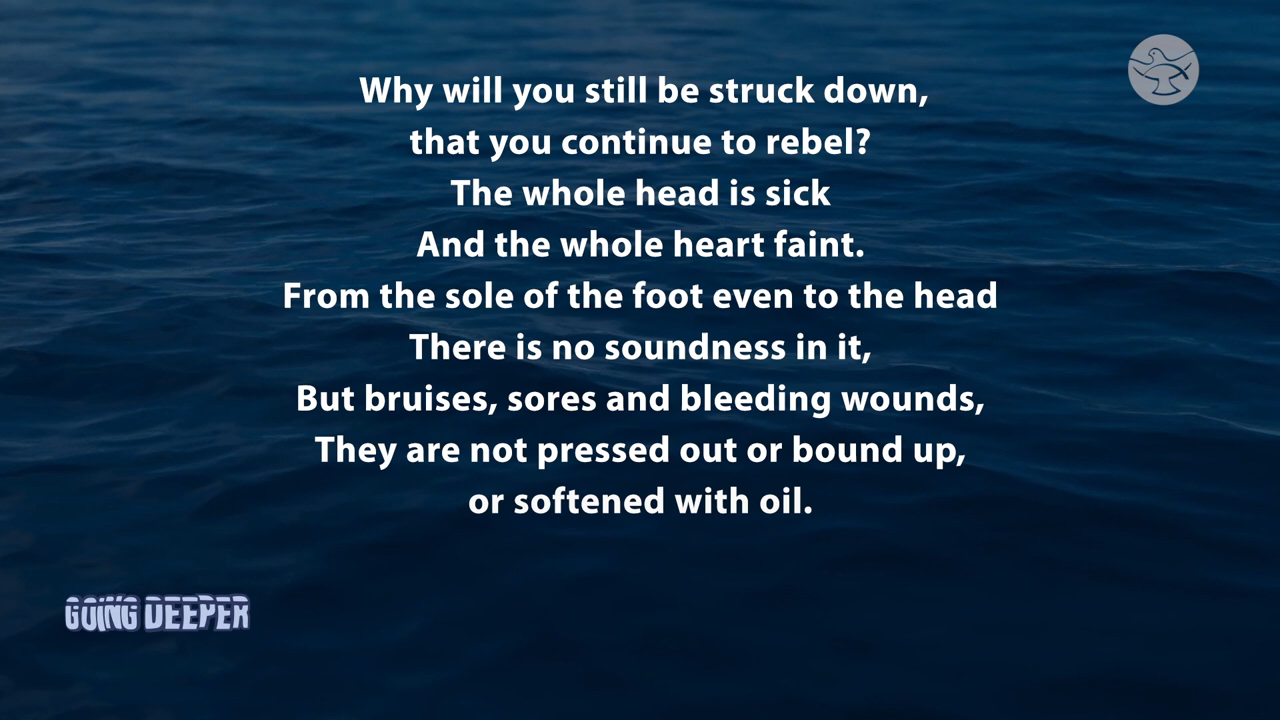 Why will you still be struck down,
that you continue to rebel?
The whole head is sick
And the whole heart faint.
From the sole of the foot even to the head
There is no soundness in it,
But bruises, sores and bleeding wounds,
They are not pressed out or bound up,
or softened with oil.
GOING DEEPER